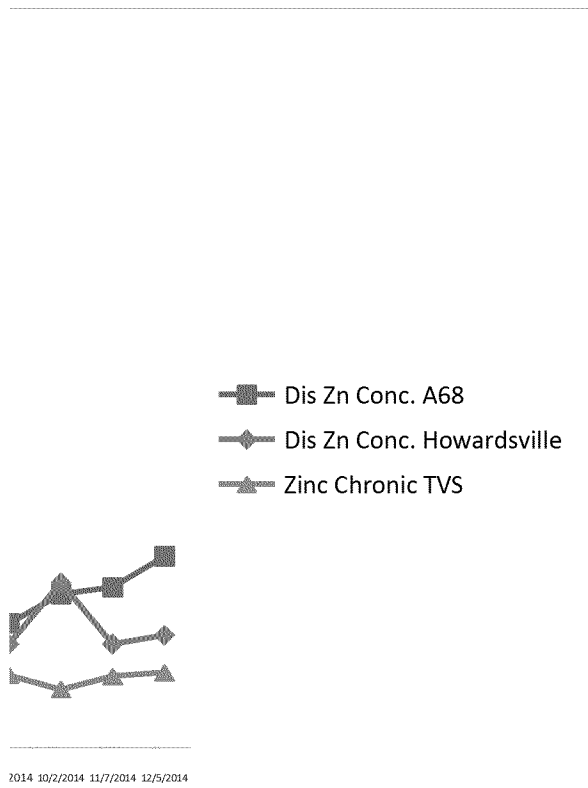 Dis Zn Conc. A68
Dis Zn Conc. Howardsville
Zinc Chronic TVS
2014 10/2/2014 11/7/2014 12/5/2014